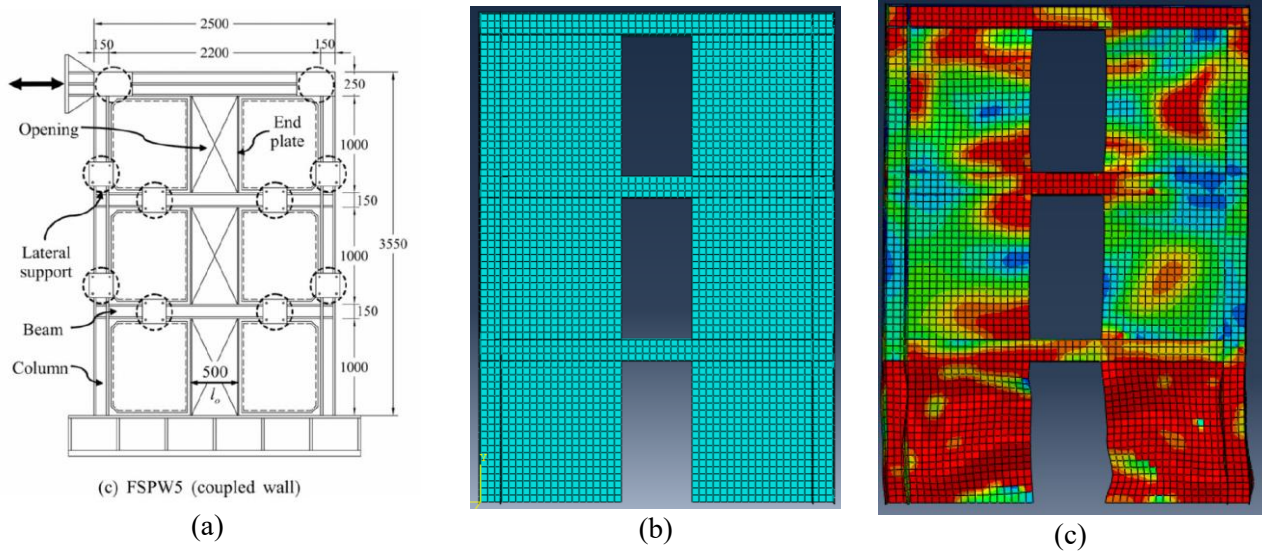 2500
150
2200
150
250
Opening
End
plate
1000
150
Lateral
support
1000
3550
Beam
150
Column
500
lₒ
1000
(c) FSPW5 (coupled wall)
Y
(a)
(b)
(c)